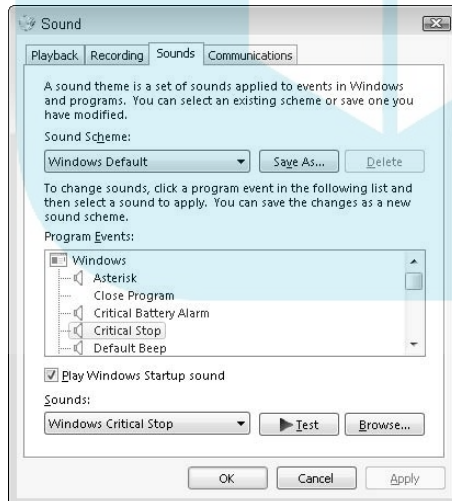 Sound
Playback Recording Sounds Communications
A sound theme is a set of sounds applied to events in Windows
and programs. You can select an existing scheme or save one you
have modified.
Sound Scheme:
Windows Default Save As... Delete
To change sounds, click a program event in the following list and
then select a sound to apply. You can save the changes as a new
sound scheme.
Program Events:
Windows
Asterisk
Close Program
Critical Battery Alarm
Critical Stop
Default Beep
Play Windows Startup sound
Sounds:
Windows Critical Stop Test Browse...
OK Cancel Apply